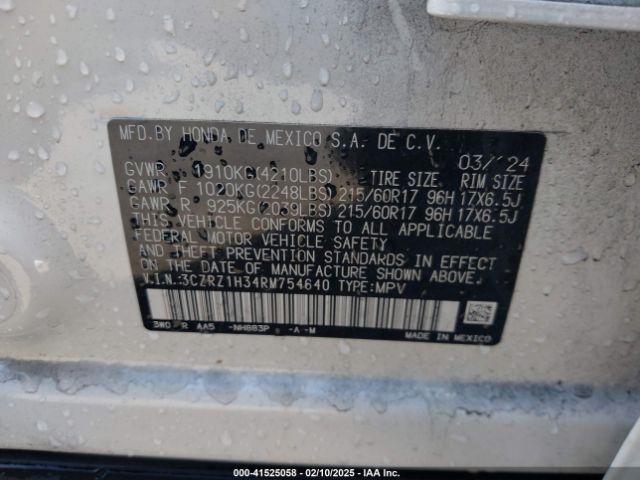 MFD.BY HONDA DE MEXICO S.A. DE C.V.
03/'24
GVWR 1910KG(4210LBS) TIRE SIZE RIM SIZE
GAWR F 1020KG(2248LBS) 215/60R17 96H 17X6.5J
GAWR R 925KG(2039LBS) 215/60R17 96H 17X6.5J
THIS VEHICLE CONFORMS TO ALL APPLICABLE
FEDERAL MOTOR VEHICLE SAFETY
AND THEFT PREVENTION STANDARDS IN EFFECT
ON THE DATE OF MANUFACTURE SHOWN ABOVE.
V.I.N.:3CZRZ1H34RM754640 TYPE:MPV
3W0 R AA5 -NH883P -A-M
MADE IN MEXICO
000-41525058 - 02/10/2025 - IAA Inc.